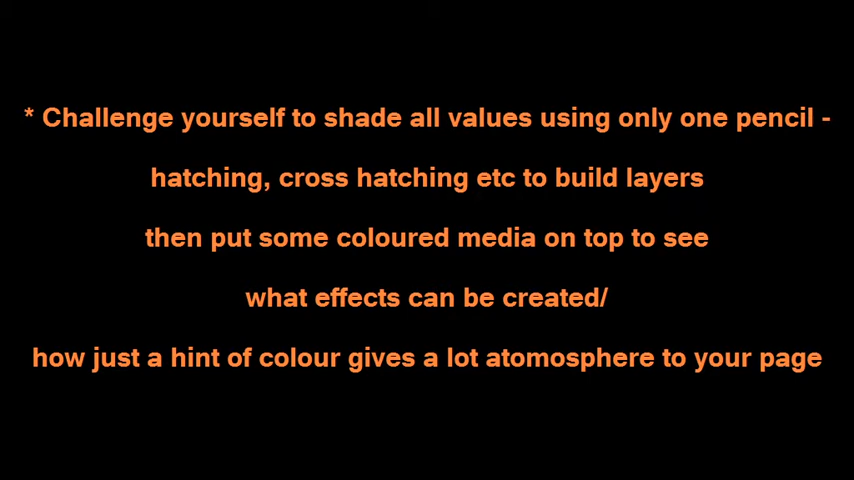 * Challenge yourself to shade all values using only one pencil -
hatching, cross hatching etc to build layers
then put some coloured media on top to see
what effects can be created/
how just a hint of colour gives a lot atomosphere to your page